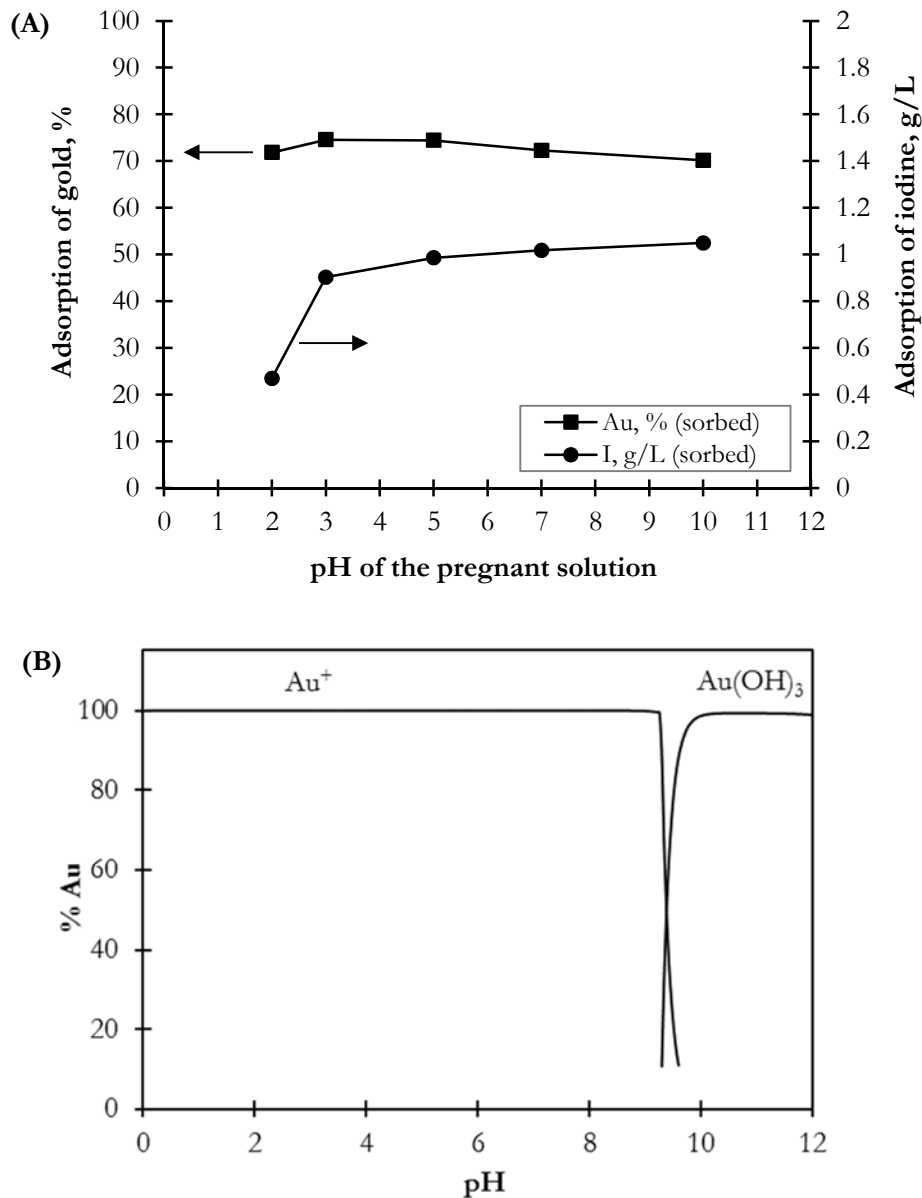 (A)
Adsorption of gold, %
100
90
80
70
60
50
40
30
20
10
0
2
1.8
1.6
1.4
1.2
1
0.8
0.6
0.4
0.2
0
Adsorption of iodine, g/L
Au, % (sorbed)
I, g/L (sorbed)
0 1 2 3 4 5 6 7 8 9 10 11 12
pH of the pregnant solution
(B)
Au⁺ Au(OH)₃
% Au
100
80
60
40
20
0
0 2 4 6 8 10 12
pH